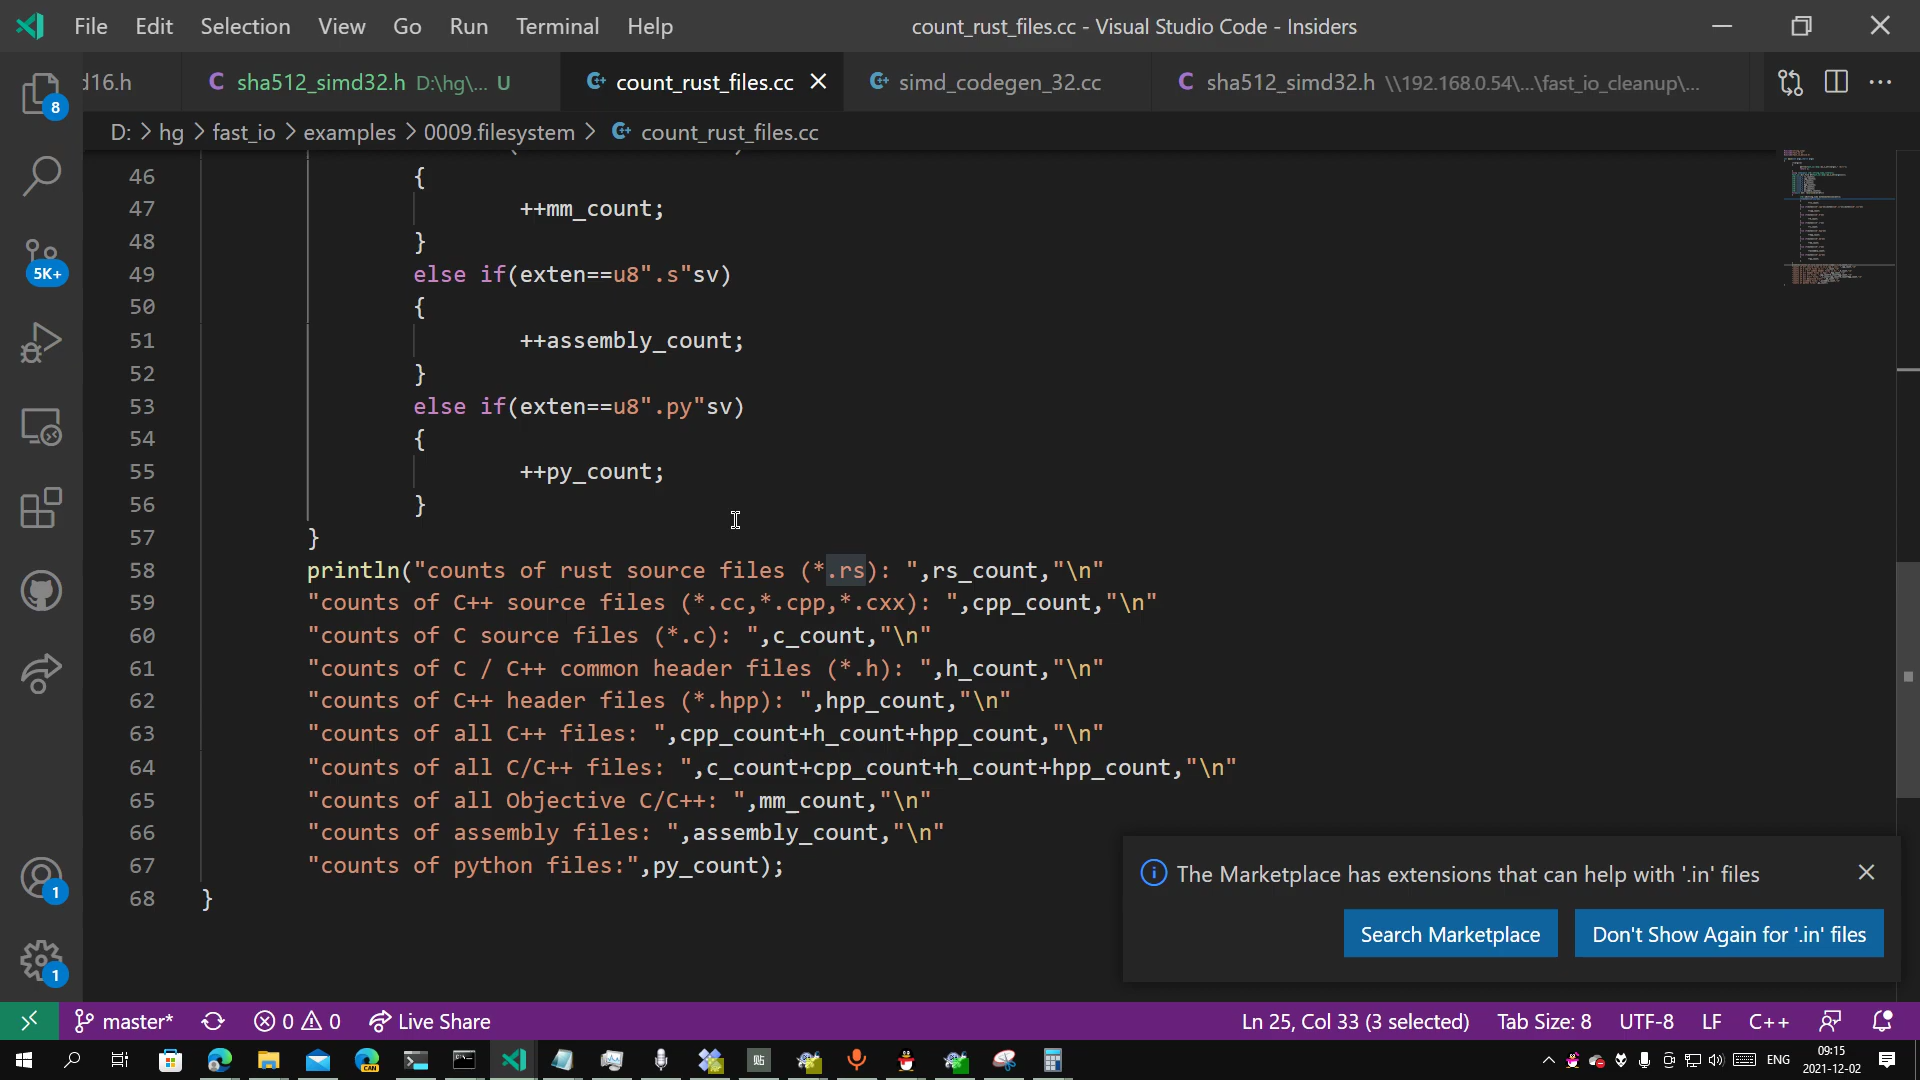 File Edit Selection View Go Run Terminal Help count_rust_files.cc - Visual Studio Code - Insiders
d16.h sha512_simd32.h D:\hg\... U count_rust_files.cc simd_codegen_32.cc sha512_simd32.h \\192.168.0.54\...\fast_io_cleanup\...
D: > hg > fast_io > examples > 0009.filesystem > count_rust_files.cc
46 {
47 ++mm_count;
48 }
49 else if(exten==u8".s"sv)
50 {
51 ++assembly_count;
52 }
53 else if(exten==u8".py"sv)
54 {
55 ++py_count;
56 }
57 }
58 println("counts of rust source files (*.rs): ",rs_count,"\n"
59 "counts of C++ source files (*.cc,*.cpp,*.cxx): ",cpp_count,"\n"
60 "counts of C source files (*.c): ",c_count,"\n"
61 "counts of C / C++ common header files (*.h): ",h_count,"\n"
62 "counts of C++ header files (*.hpp): ",hpp_count,"\n"
63 "counts of all C++ files: ",cpp_count+h_count+hpp_count,"\n"
64 "counts of all C/C++ files: ",c_count+cpp_count+h_count+hpp_count,"\n"
65 "counts of all Objective C/C++: ",mm_count,"\n"
66 "counts of assembly files: ",assembly_count,"\n"
67 "counts of python files:",py_count);
68 }
8
5K+
1
1
The Marketplace has extensions that can help with '.in' files
Search Marketplace Don't Show Again for '.in' files
master* 0 0 Live Share Ln 25, Col 33 (3 selected) Tab Size: 8 UTF-8 LF C++
CAN ENG 09:15
2021-12-02